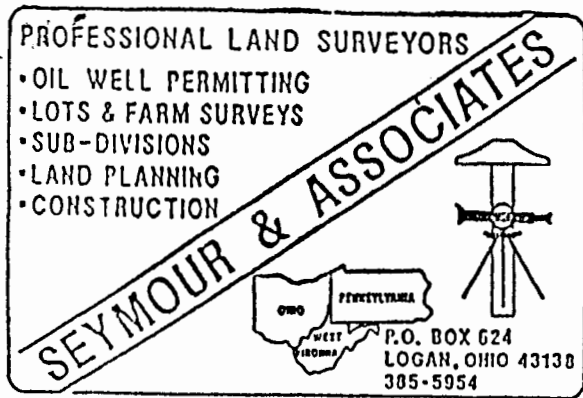 PROFESSIONAL LAND SURVEYORS
•OIL WELL PERMITTING
•LOTS & FARM SURVEYS
•SUB-DIVISIONS
•LAND PLANNING
•CONSTRUCTION
SEYMOUR & ASSOCIATES
OHIO
PENNSYLVANIA
WEST
VIRGINIA
P.O. BOX 624
LOGAN, OHIO 43138
385-5954